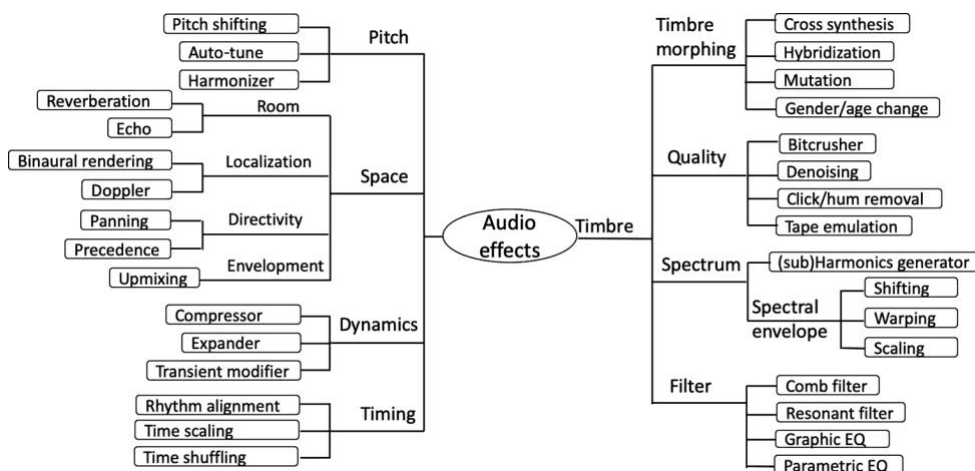 Pitch shifting
Auto-tune
Harmonizer
Pitch
Reverberation
Echo
Room
Binaural rendering
Doppler
Localization
Panning
Precedence
Directivity
Upmixing
Envelopment
Space
Compressor
Expander
Transient modifier
Dynamics
Rhythm alignment
Time scaling
Time shuffling
Timing
Audio
effects
Timbre
Timbre
morphing
Cross synthesis
Hybridization
Mutation
Gender/age change
Quality
Bitcrusher
Denoising
Click/hum removal
Tape emulation
Spectrum
(sub)Harmonics generator
Spectral
envelope
Shifting
Warping
Scaling
Filter
Comb filter
Resonant filter
Graphic EQ
Parametric EQ